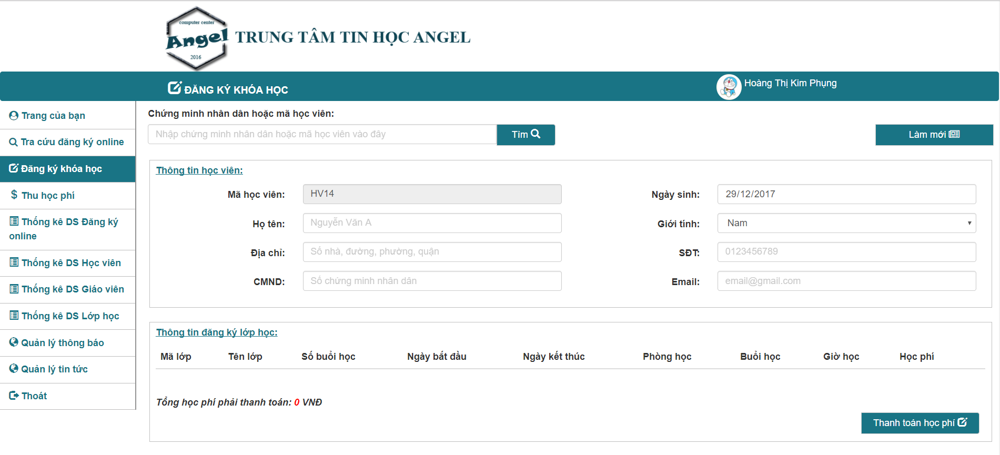 computer center
Angel
2016
TRUNG TÂM TIN HỌC ANGEL
ĐĂNG KÝ KHÓA HỌC
Hoàng Thị Kim Phụng
Trang của bạn
Tra cứu đăng ký online
Đăng ký khóa học
Thu học phí
Thống kê DS Đăng ký
online
Thống kê DS Học viên
Thống kê DS Giáo viên
Thống kê DS Lớp học
Quản lý thông báo
Quản lý tin tức
Thoát
Chứng minh nhân dân hoặc mã học viên:
Nhập chứng minh nhân dân hoặc mã học viên vào đây
Tìm
Làm mới
Thông tin học viên:
Mã học viên: HV14
Ngày sinh: 29/12/2017
Họ tên: Nguyễn Văn A
Giới tính: Nam
Địa chỉ: Số nhà, đường, phường, quận
SĐT: 0123456789
CMND: Số chứng minh nhân dân
Email: email@gmail.com
Thông tin đăng ký lớp học:
Mã lớp Tên lớp Số buổi học Ngày bắt đầu Ngày kết thúc Phòng học Buổi học Giờ học Học phí
Tổng học phí phải thanh toán: 0 VNĐ
Thanh toán học phí